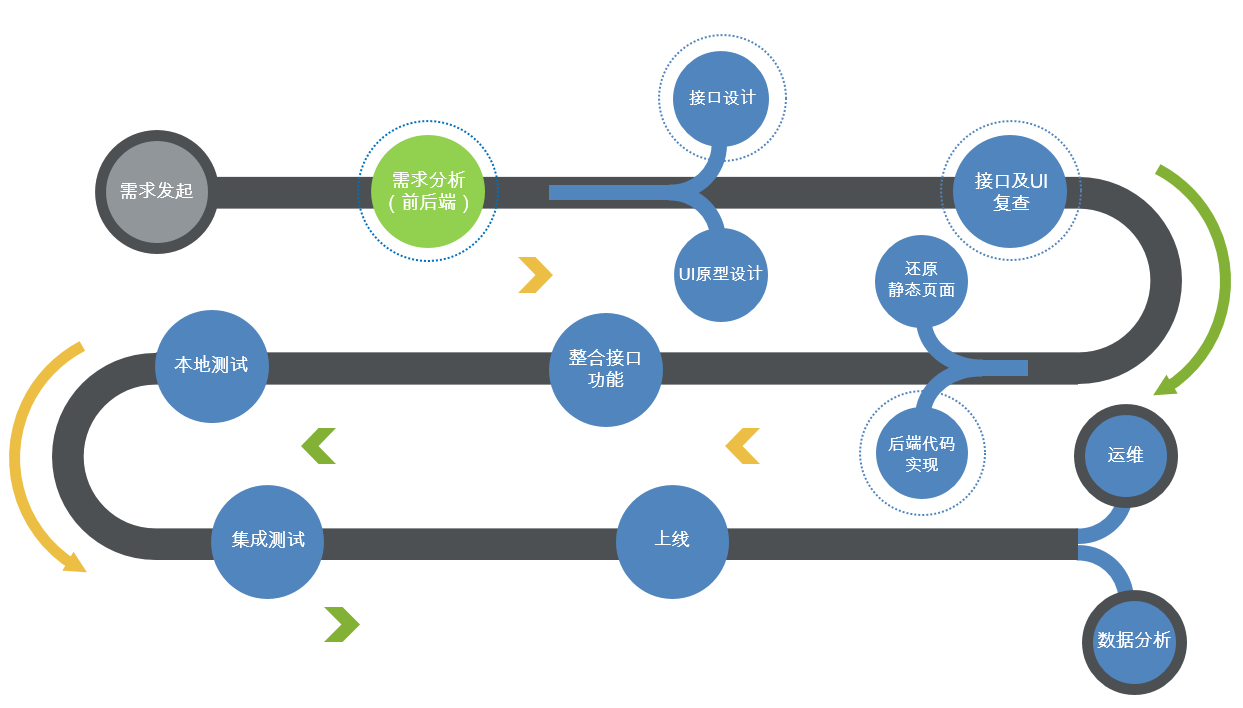 需求发起
需求分析
（前后端）
接口设计
UI原型设计
接口及UI
复查
还原
静态页面
后端代码
实现
整合接口
功能
本地测试
集成测试
上线
运维
数据分析